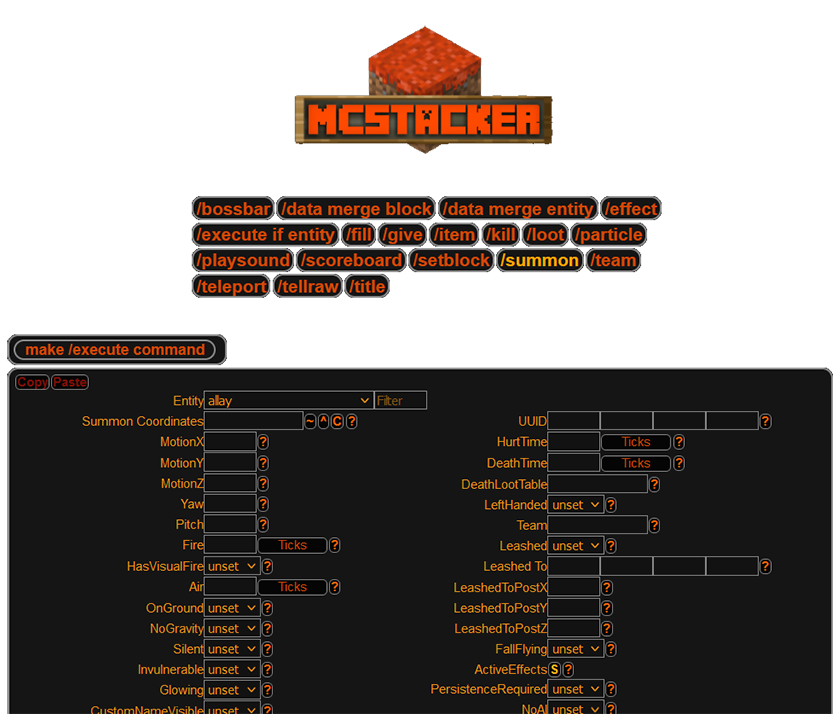 MCSTACKER
/bossbar /data merge block /data merge entity /effect
/execute if entity /fill /give /item /kill /loot /particle
/playsound /scoreboard /setblock /summon /team
/teleport /tellraw /title
make /execute command
Copy Paste
Entity allay Filter
Summon Coordinates ~ ^ C ? UUID ?
MotionX ? HurtTime Ticks ?
MotionY ? DeathTime Ticks ?
MotionZ ? DeathLootTable ?
Yaw ? LeftHanded unset ?
Pitch ? Team ?
Fire Ticks ? Leashed unset ?
HasVisualFire unset ? Leashed To ?
Air Ticks ? LeashedToPostX ?
OnGround unset ? LeashedToPostY ?
NoGravity unset ? LeashedToPostZ ?
Silent unset ? FallFlying unset ?
Invulnerable unset ? ActiveEffects S ?
Glowing unset ? PersistenceRequired unset ?
CustomNameVisible unset ? NoAI unset ?